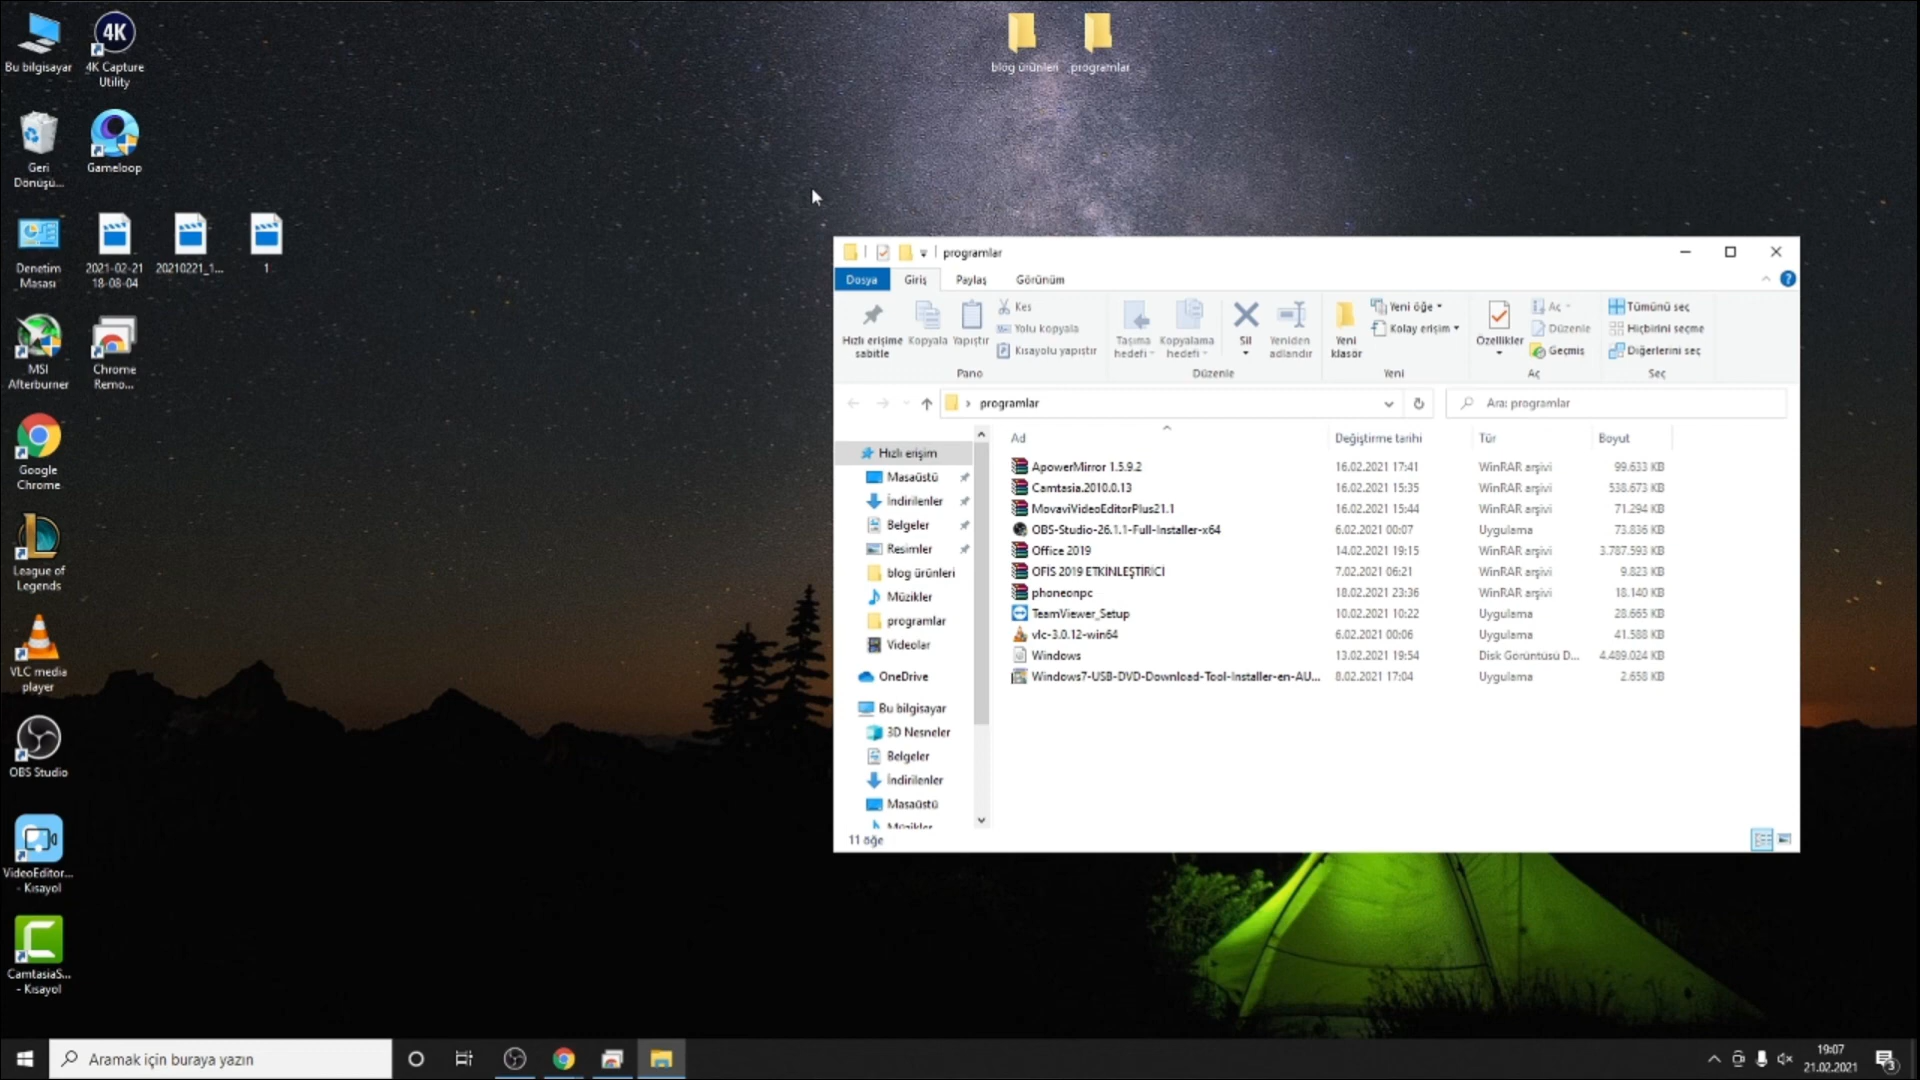 Bu bilgisayar
4K
4K Capture
Utility
blog ürünleri
programlar
Geri
Dönüşü...
Gameloop
Denetim
Masası
2021-02-21
18-08-04
20210221_1...
1
MSI
Afterburner
Chrome
Remo...
Google
Chrome
League of
Legends
VLC media
player
OBS Studio
VideoEditor...
- Kısayol
CamtasiaS...
- Kısayol
programlar
Dosya
Giriş
Paylaş
Görünüm
Hızlı erişime
sabitle
Kopyala
Yapıştır
Kes
Yolu kopyala
Kısayolu yapıştır
Pano
Taşıma
hedefi
Kopyalama
hedefi
Sil
Yeniden
adlandır
Düzenle
Yeni
klasör
Yeni öğe
Kolay erişim
Yeni
Özellikler
Aç
Düzenle
Geçmiş
Aç
Tümünü seç
Hiçbirini seçme
Diğerlerini seç
Seç
programlar
Ara: programlar
Hızlı erişim
Masaüstü
İndirilenler
Belgeler
Resimler
blog ürünleri
Müzikler
programlar
Videolar
OneDrive
Bu bilgisayar
3D Nesneler
Belgeler
İndirilenler
Masaüstü
Müzikler
Ad Değiştirme tarihi Tür Boyut
ApowerMirror 1.5.9.2 16.02.2021 17:41 WinRAR arşivi 99.633 KB
Camtasia.2010.0.13 16.02.2021 15:35 WinRAR arşivi 538.673 KB
MovaviVideoEditorPlus21.1 16.02.2021 15:44 WinRAR arşivi 71.294 KB
OBS-Studio-26.1.1-Full-Installer-x64 6.02.2021 00:07 Uygulama 73.836 KB
Office 2019 14.02.2021 19:15 WinRAR arşivi 3.787.593 KB
OFIS 2019 ETKİNLEŞTİRİCİ 7.02.2021 06:21 WinRAR arşivi 9.823 KB
phoneonpc 18.02.2021 23:36 WinRAR arşivi 18.140 KB
TeamViewer_Setup 10.02.2021 10:22 Uygulama 28.665 KB
vlc-3.0.12-win64 6.02.2021 00:06 Uygulama 41.588 KB
Windows 13.02.2021 19:54 Disk Görüntüsü D... 4.489.024 KB
Windows7-USB-DVD-Download-Tool-Installer-en-AU... 8.02.2021 17:04 Uygulama 2.658 KB
11 öğe
Aramak için buraya yazın
19:07
21.02.2021
3